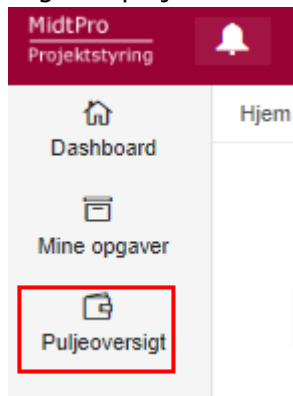 MidtPro
Projektstyring
Hjem
Dashboard
Mine opgaver
Puljeoversigt